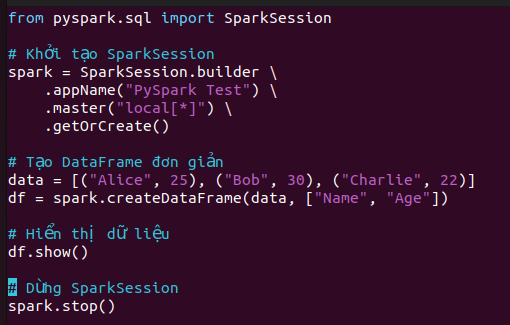 from pyspark.sql import SparkSession
# Khởi tạo SparkSession
spark = SparkSession.builder \
    .appName("PySpark Test") \
    .master("local[*]") \
    .getOrCreate()
# Tạo DataFrame đơn giản
data = [("Alice", 25), ("Bob", 30), ("Charlie", 22)]
df = spark.createDataFrame(data, ["Name", "Age"])
# Hiển thị dữ liệu
df.show()
# Dừng SparkSession
spark.stop()